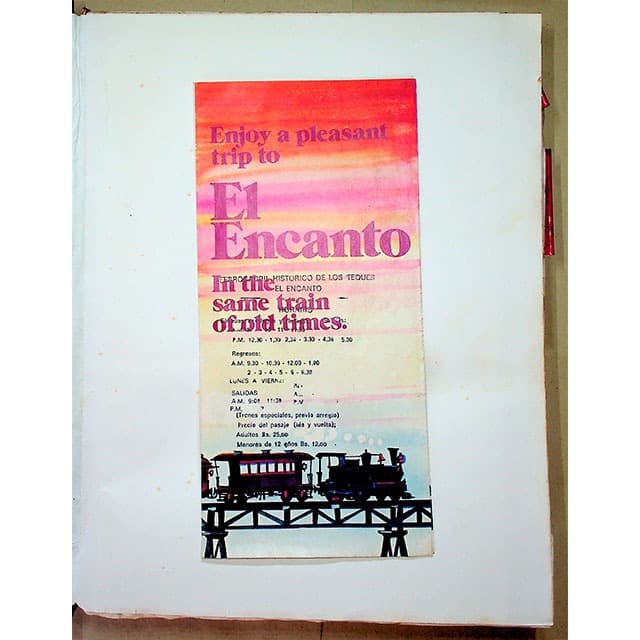 Enjoy a pleasant
trip to
El
Encanto
FERROCARRIL HISTORICO DE LOS TEQUES
EL ENCANTO
In the
same train
of old times.
HORARIO
P.M. 12,30 - 1,30 2,30 - 3,30 - 4,30 5,30
Regresos:
A.M. 9,30 - 10,30 - 12,00 - 1,00
2 - 3 - 4 - 5 - 6 - 6,30
LUNES A VIERNES
SALIDAS
A.M.
P.M.
(Trenes especiales, previo arreglo)
Precio del pasaje (ida y vuelta);
Adultos Bs. 25,00
Menores de 12 años Bs. 12,00